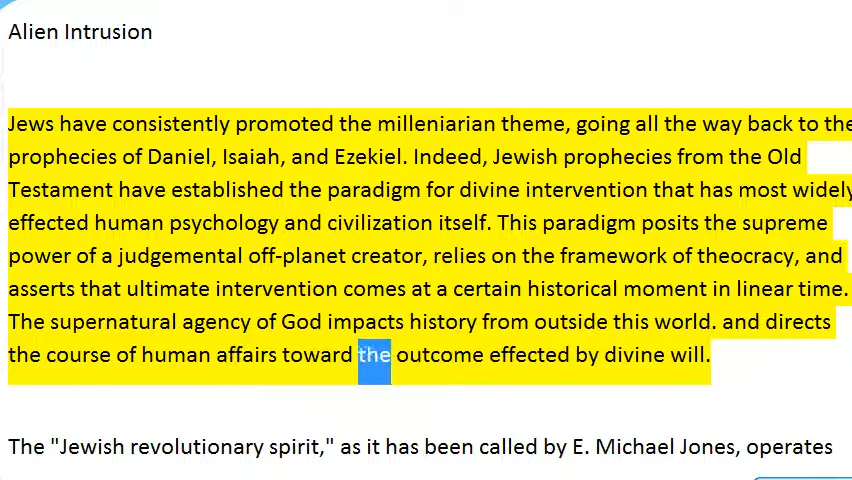 Alien Intrusion
Jews have consistently promoted the milleniarian theme, going all the way back to the
prophecies of Daniel, Isaiah, and Ezekiel. Indeed, Jewish prophecies from the Old
Testament have established the paradigm for divine intervention that has most widely
effected human psychology and civilization itself. This paradigm posits the supreme
power of a judgemental off-planet creator, relies on the framework of theocracy, and
asserts that ultimate intervention comes at a certain historical moment in linear time.
The supernatural agency of God impacts history from outside this world. and directs
the course of human affairs toward the outcome effected by divine will.
The "Jewish revolutionary spirit," as it has been called by E. Michael Jones, operates